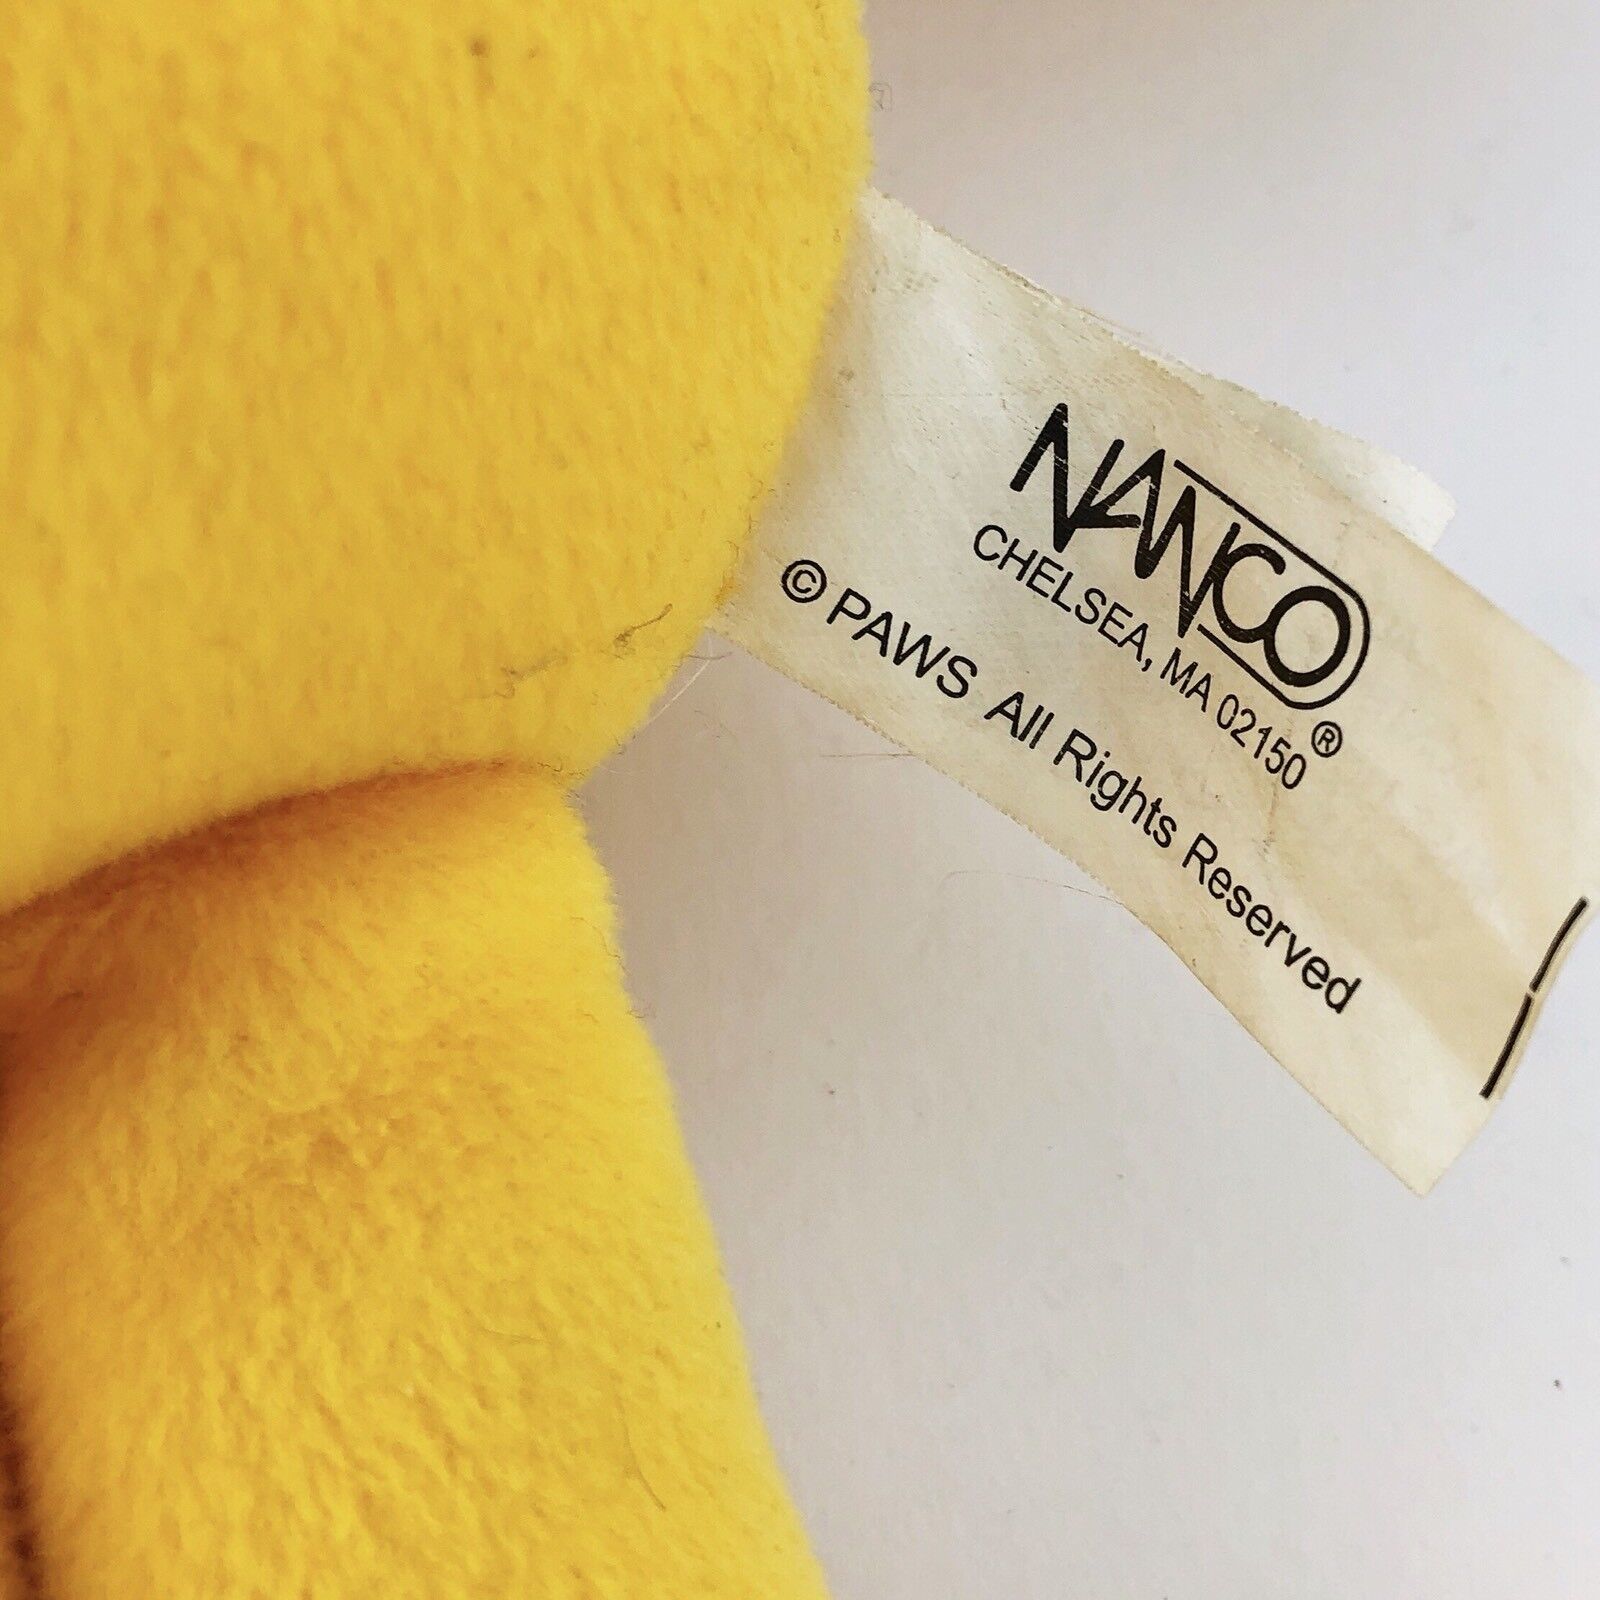 NANCO®
CHELSEA, MA 02150
© PAWS All Rights Reserved